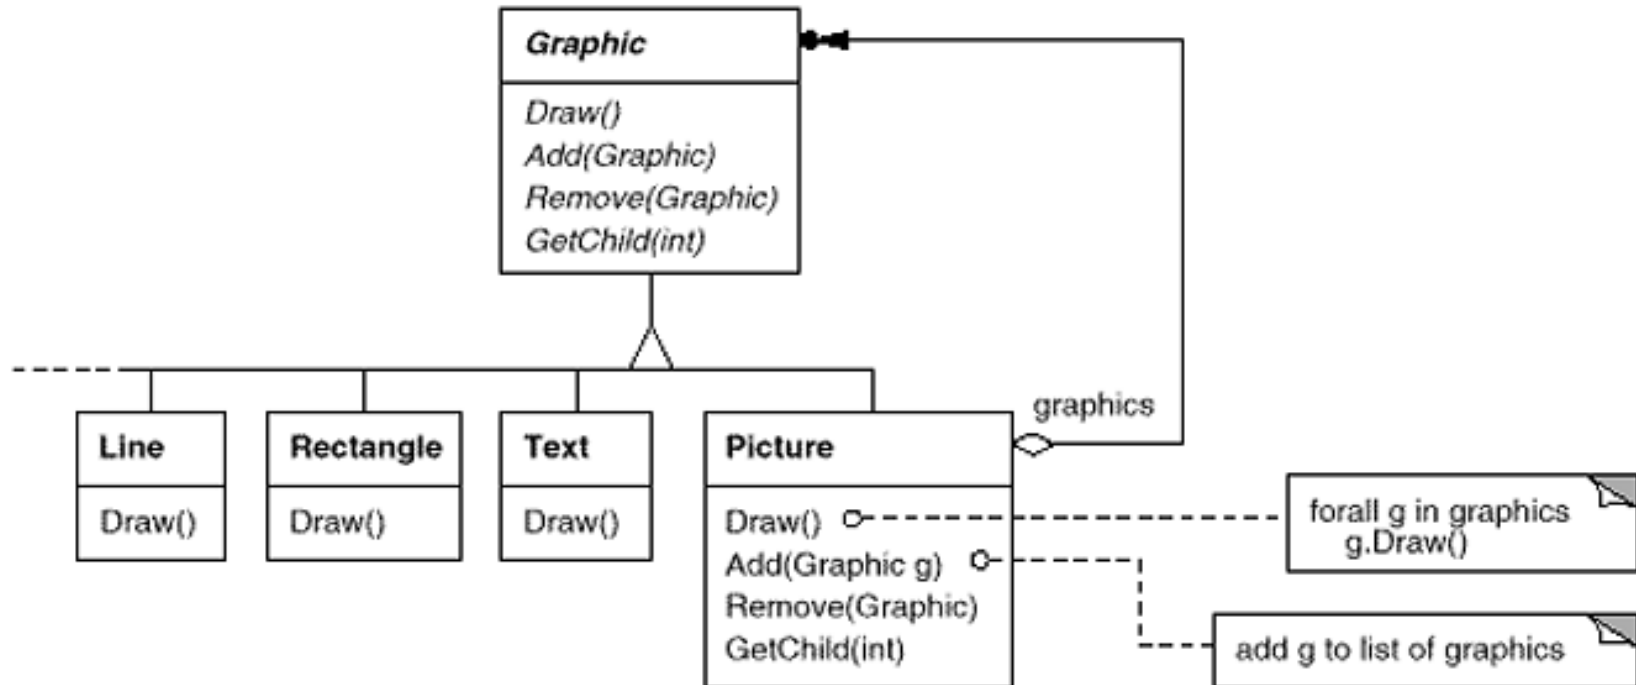 Graphic
Draw()
Add(Graphic)
Remove(Graphic)
GetChild(int)
graphics
Line
Draw()
Rectangle
Draw()
Text
Draw()
Picture
Draw()
Add(Graphic g)
Remove(Graphic)
GetChild(int)
forall g in graphics
g.Draw()
add g to list of graphics